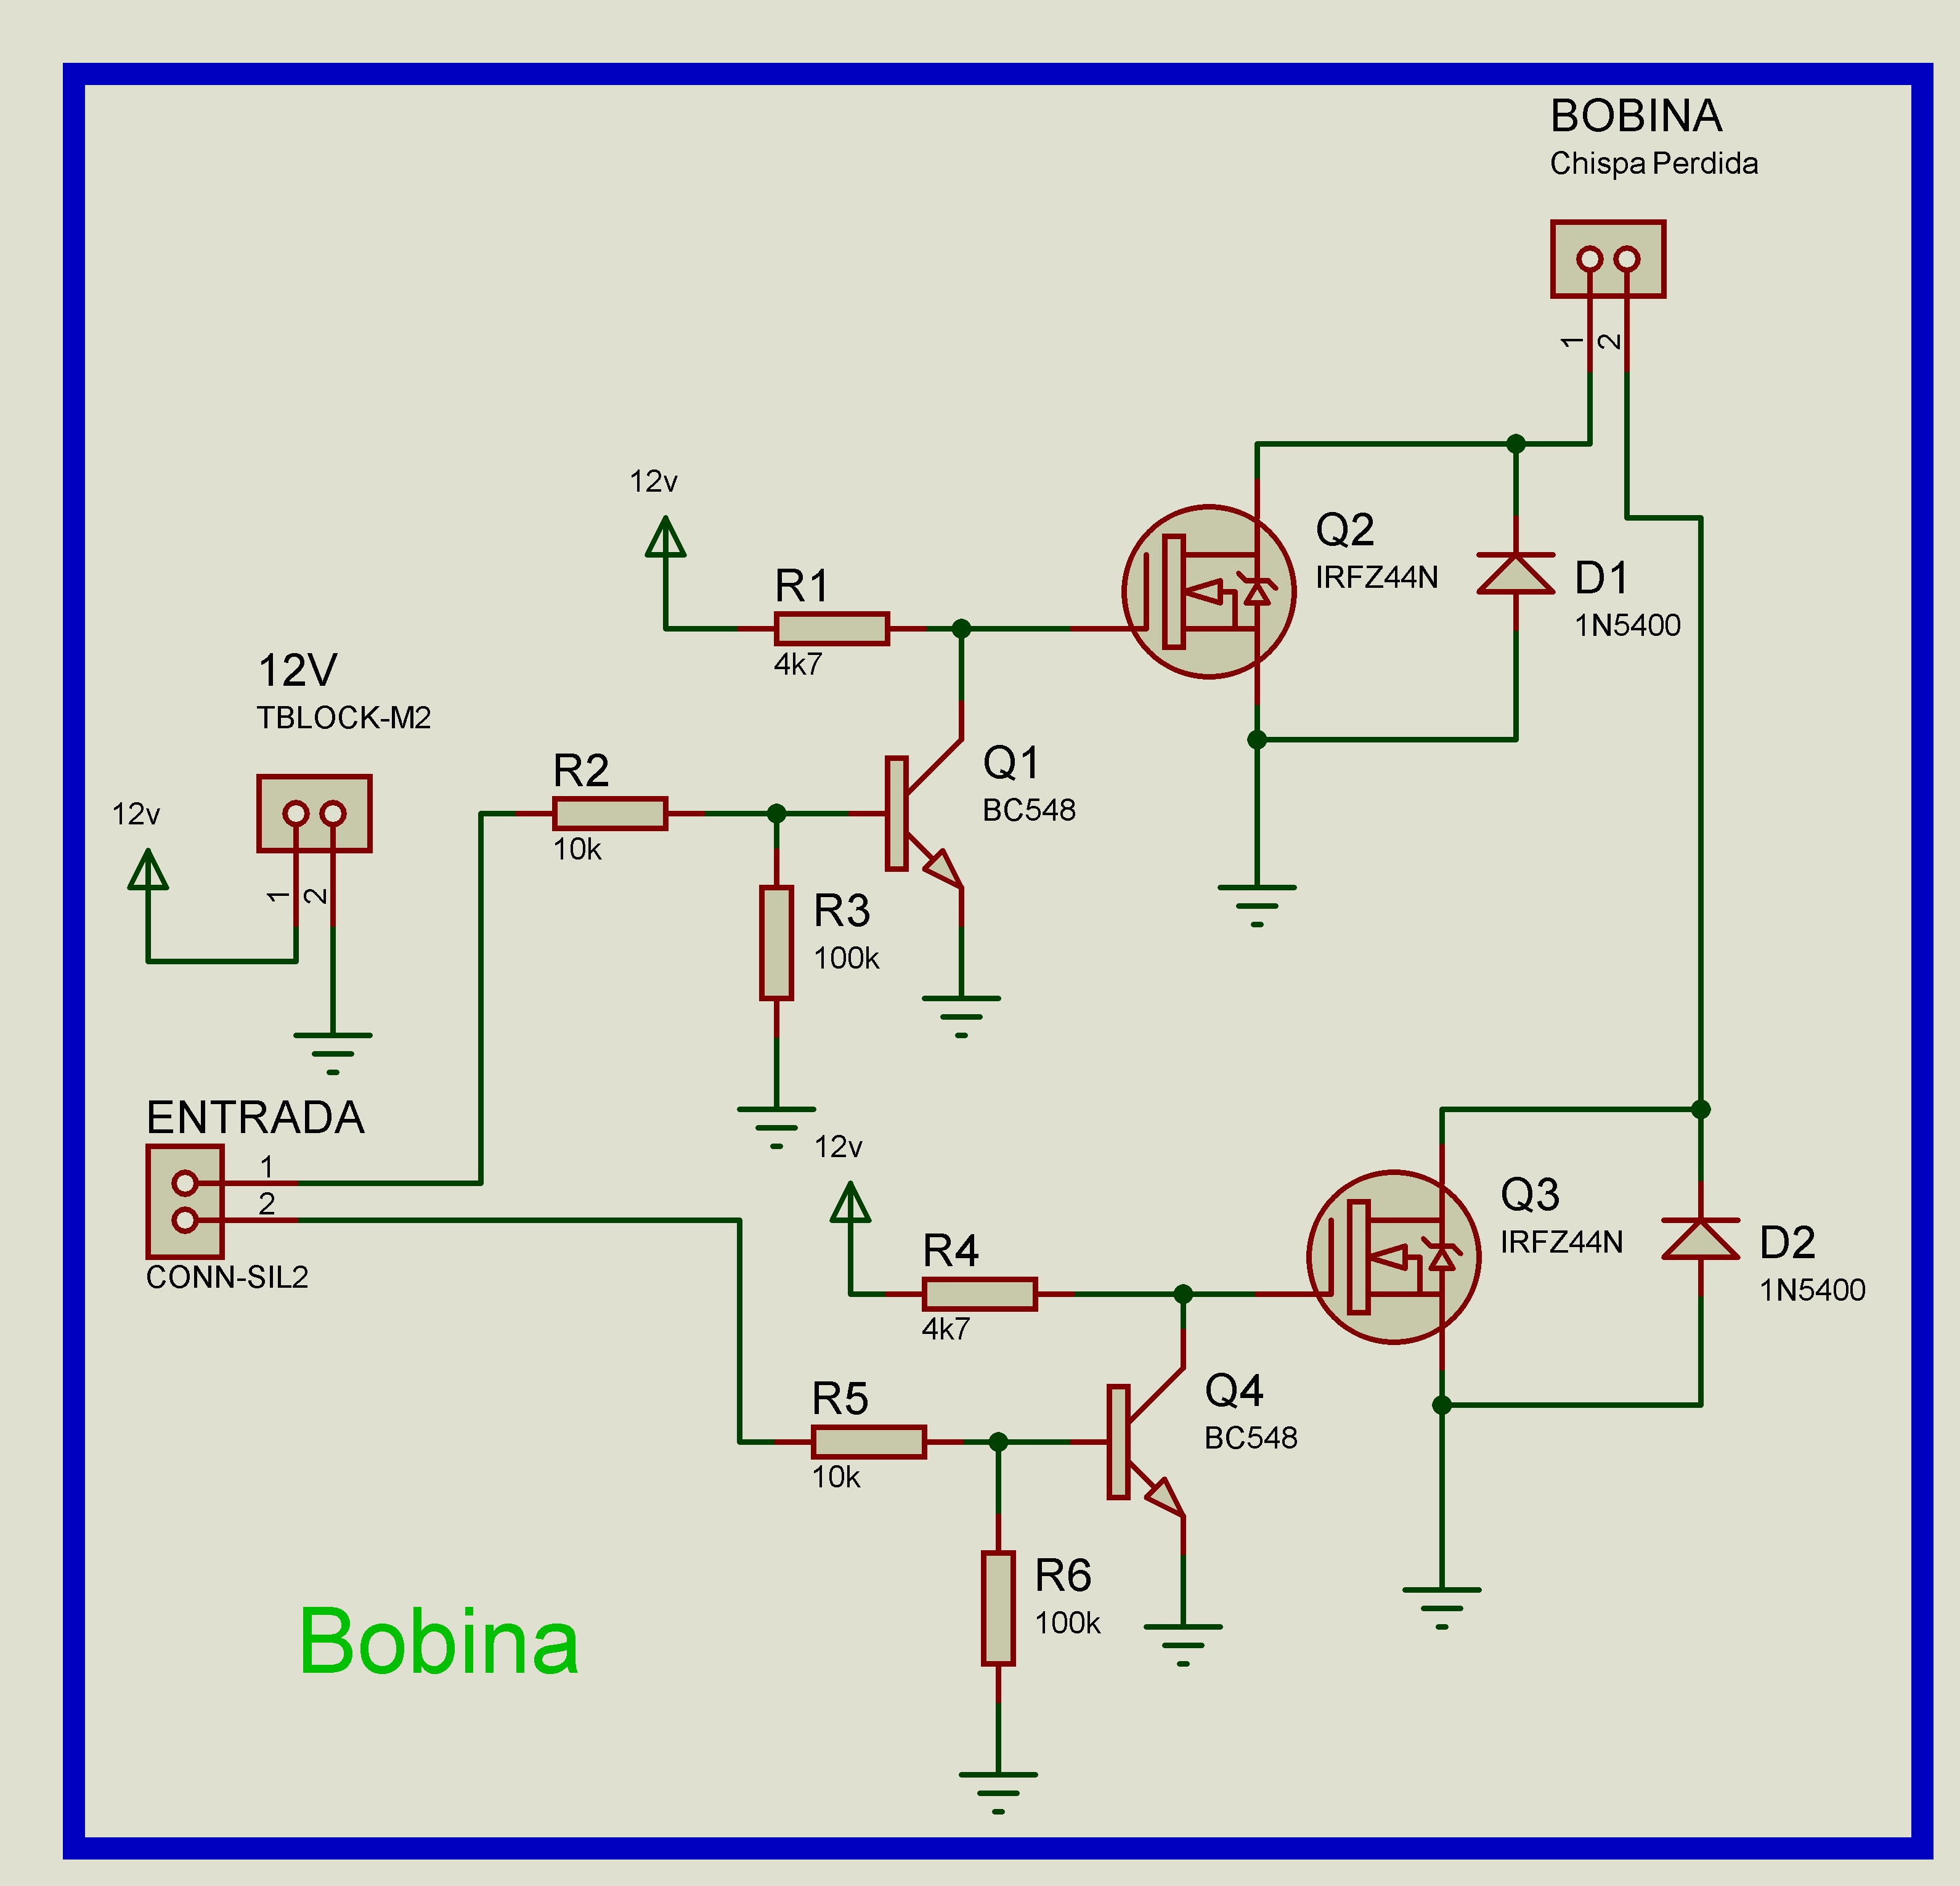 BOBINA
Chispa Perdida
1
2
12v
Q2
IRFZ44N
D1
1N5400
R1
4k7
12V
TBLOCK-M2
12v
1
2
R2
10k
Q1
BC548
R3
100k
ENTRADA
1
2
CONN-SIL2
12v
Q3
IRFZ44N
D2
1N5400
R4
4k7
R5
10k
Q4
BC548
R6
100k
Bobina